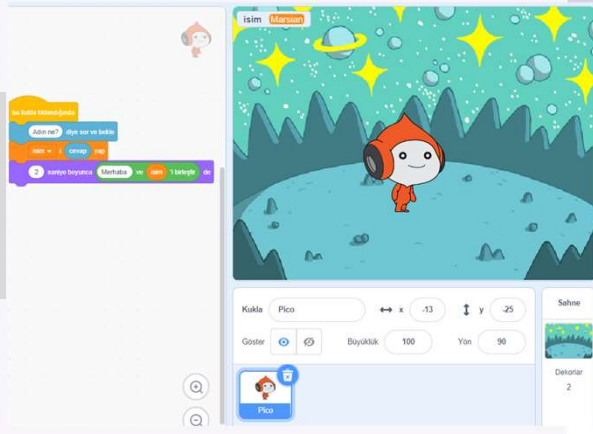 isim Marsian
bu kukla tıklandığında
Adın ne? diye sor ve bekle
isim 'i cevap yap
2 saniye boyunca Merhaba ve isim 'i birleştir de
Kukla Pico x -13 y -25
Göster Büyüklük 100 Yön 90
Pico
Sahne
Dekorlar
2